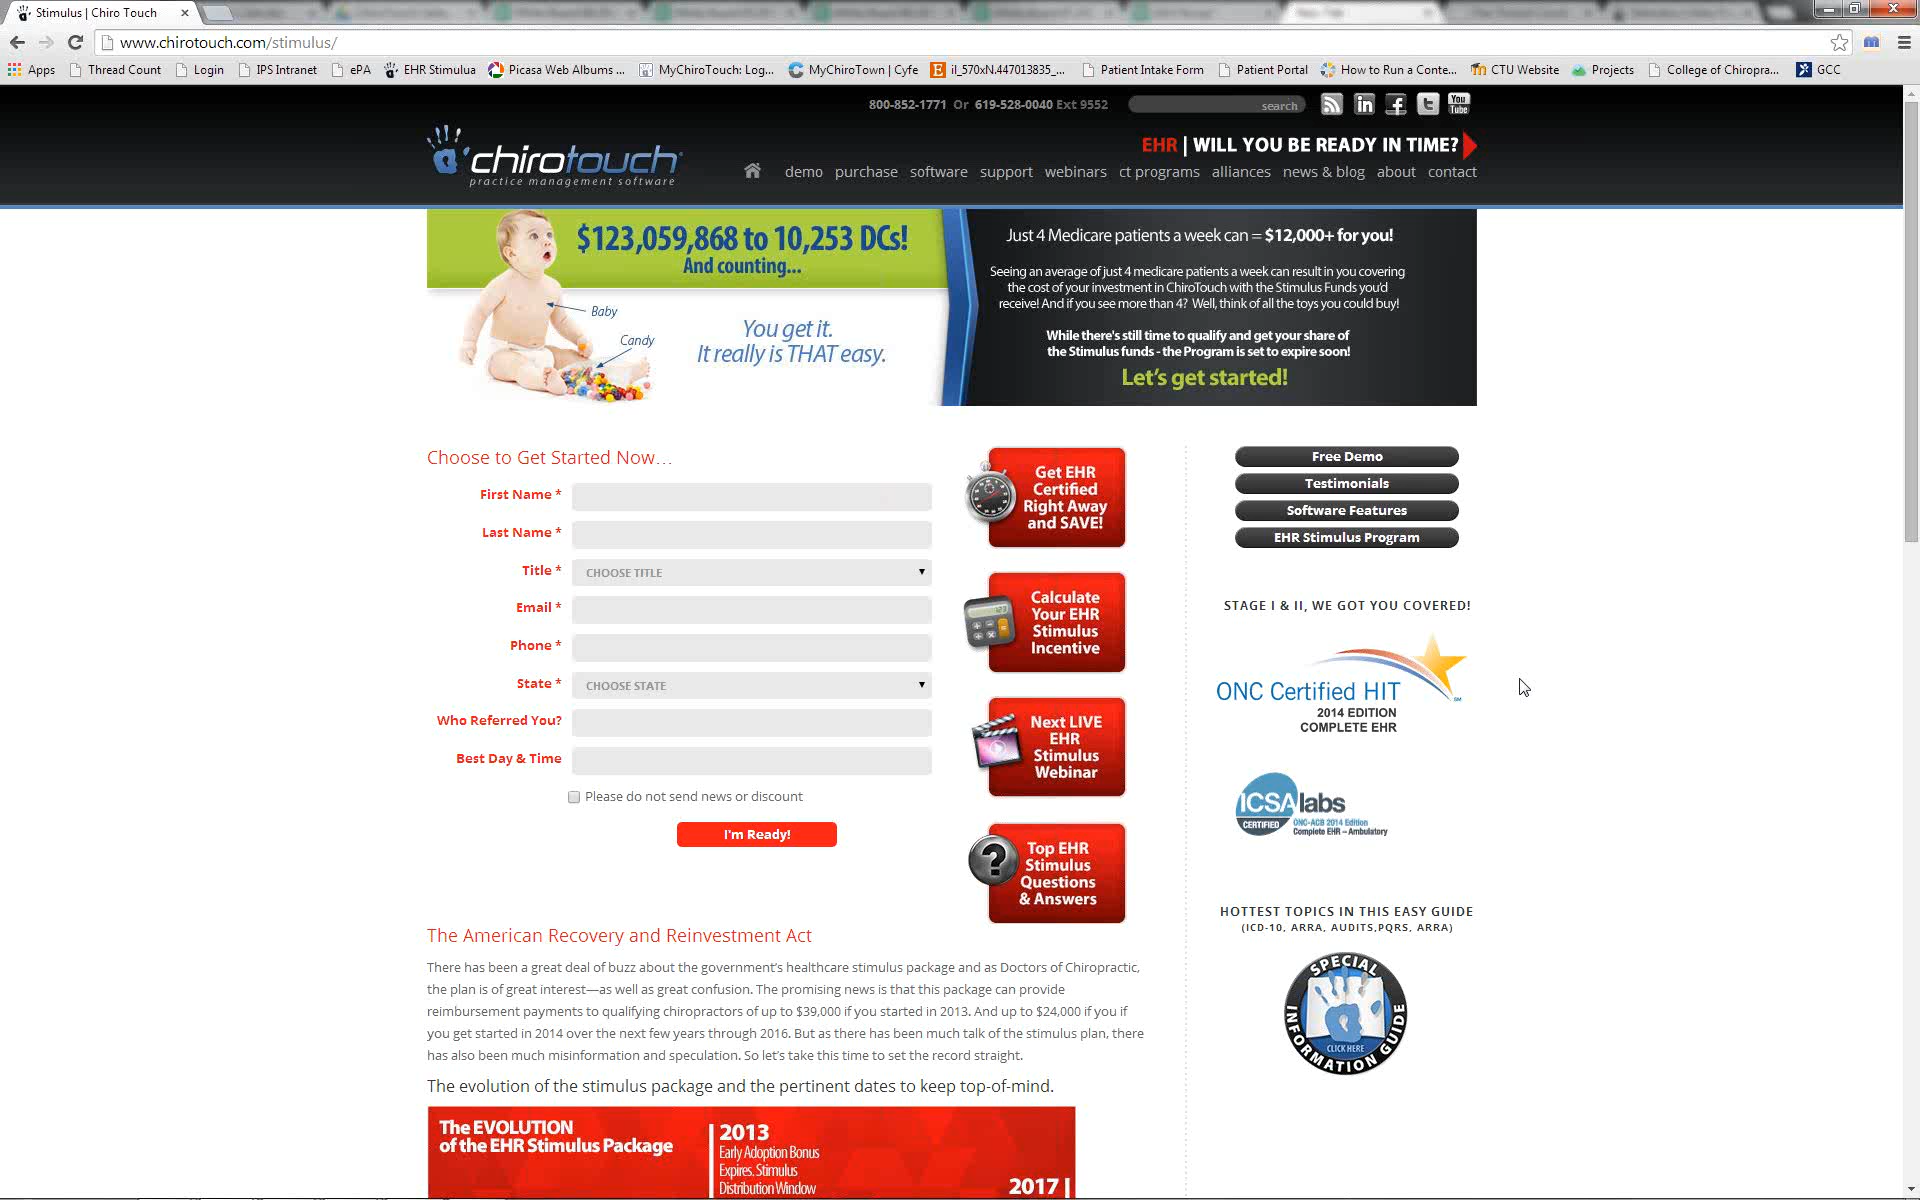 Stimulus | Chiro Touch
www.chirotouch.com/stimulus/
Apps Thread Count Login IPS Intranet ePA EHR Stimulua Picasa Web Albums ... MyChiroTouch: Log... MyChiroTown | Cyfe il_570xN.447013835_... Patient Intake Form Patient Portal How to Run a Conte... CTU Website Projects College of Chiropra... GCC
800-852-1771 Or 619-528-0040 Ext 9552
search
You Tube
EHR | WILL YOU BE READY IN TIME?
chirotouch
practice management software
demo purchase software support webinars ct programs alliances news & blog about contact
$123,059,868 to 10,253 DCs!
And counting...
Baby
Candy
You get it.
It really is THAT easy.
Just 4 Medicare patients a week can = $12,000+ for you!
Seeing an average of just 4 medicare patients a week can result in you covering
the cost of your investment in ChiroTouch with the Stimulus Funds you'd
receive! And if you see more than 4? Well, think of all the toys you could buy!
While there's still time to qualify and get your share of
the Stimulus funds - the Program is set to expire soon!
Let's get started!
Choose to Get Started Now...
First Name *
Last Name *
Title * CHOOSE TITLE
Email *
Phone *
State * CHOOSE STATE
Who Referred You?
Best Day & Time
Please do not send news or discount
I'm Ready!
Get EHR
Certified
Right Away
and SAVE!
Calculate
Your EHR
Stimulus
Incentive
Next LIVE
EHR
Stimulus
Webinar
Top EHR
Stimulus
Questions
& Answers
Free Demo
Testimonials
Software Features
EHR Stimulus Program
STAGE I & II, WE GOT YOU COVERED!
ONC Certified HIT
2014 EDITION
COMPLETE EHR
ICSAlabs
CERTIFIED
ONC-ACB 2014 Edition
Complete EHR – Ambulatory
HOTTEST TOPICS IN THIS EASY GUIDE
(ICD-10, ARRA, AUDITS,PQRS, ARRA)
SPECIAL
INFORMATION GUIDE
CLICK HERE
The American Recovery and Reinvestment Act
There has been a great deal of buzz about the government's healthcare stimulus package and as Doctors of Chiropractic,
the plan is of great interest—as well as great confusion. The promising news is that this package can provide
reimbursement payments to qualifying chiropractors of up to $39,000 if you started in 2013. And up to $24,000 if you if
you get started in 2014 over the next few years through 2016. But as there has been much talk of the stimulus plan, there
has also been much misinformation and speculation. So let's take this time to set the record straight.
The evolution of the stimulus package and the pertinent dates to keep top-of-mind.
The EVOLUTION
of the EHR Stimulus Package
2013
Early Adoption Bonus
Expires. Stimulus
Distribution Window
2017